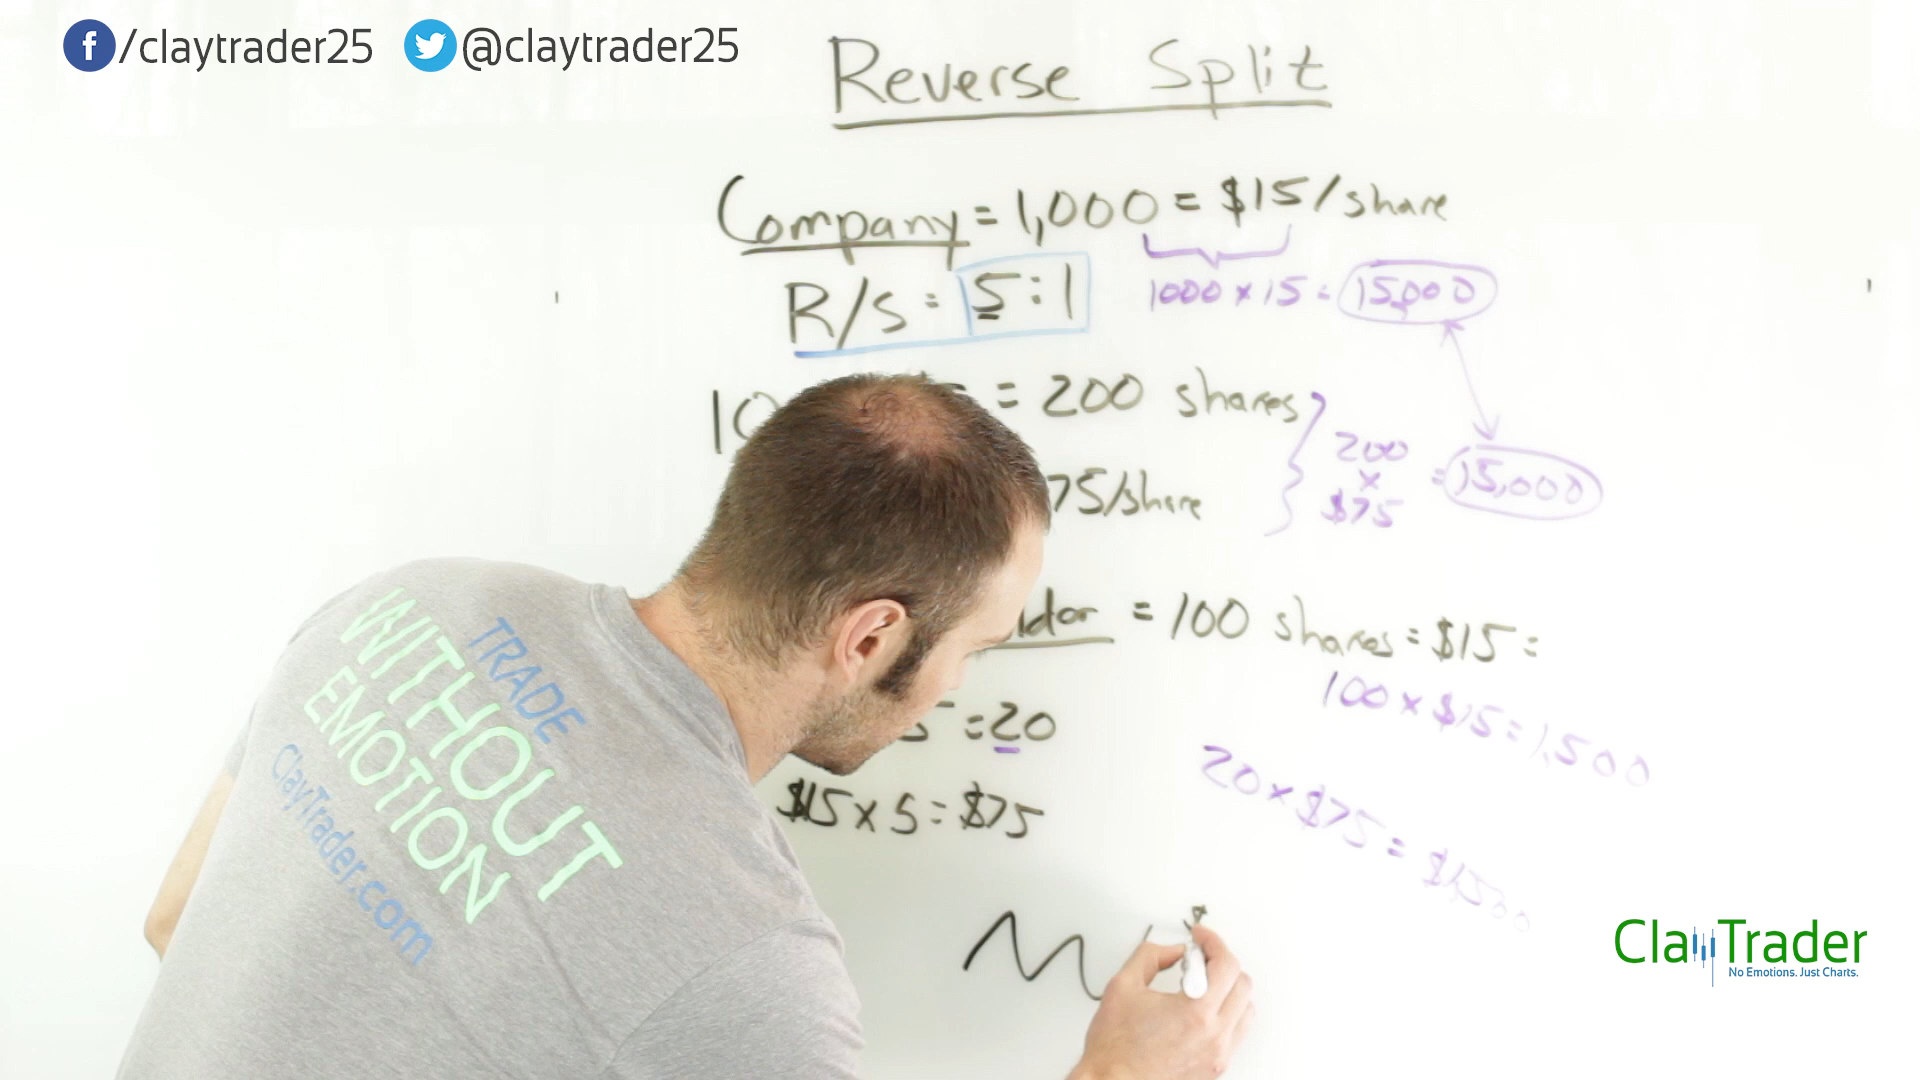 /claytrader25 @claytrader25
Reverse Split
Company = 1,000 = $15/share
R/S = 5:1
1000 x 15 = 15,000
= 200 shares
75/share
200
x
$75
= 15,000
= 100 shares = $15 =
100 x $15 = 1,500
= 20
$15 x 5 = $75
20 x $75 = $1,500
TRADE
WITHOUT
EMOTION
ClayTrader.com
ClayTrader
No Emotions. Just Charts.